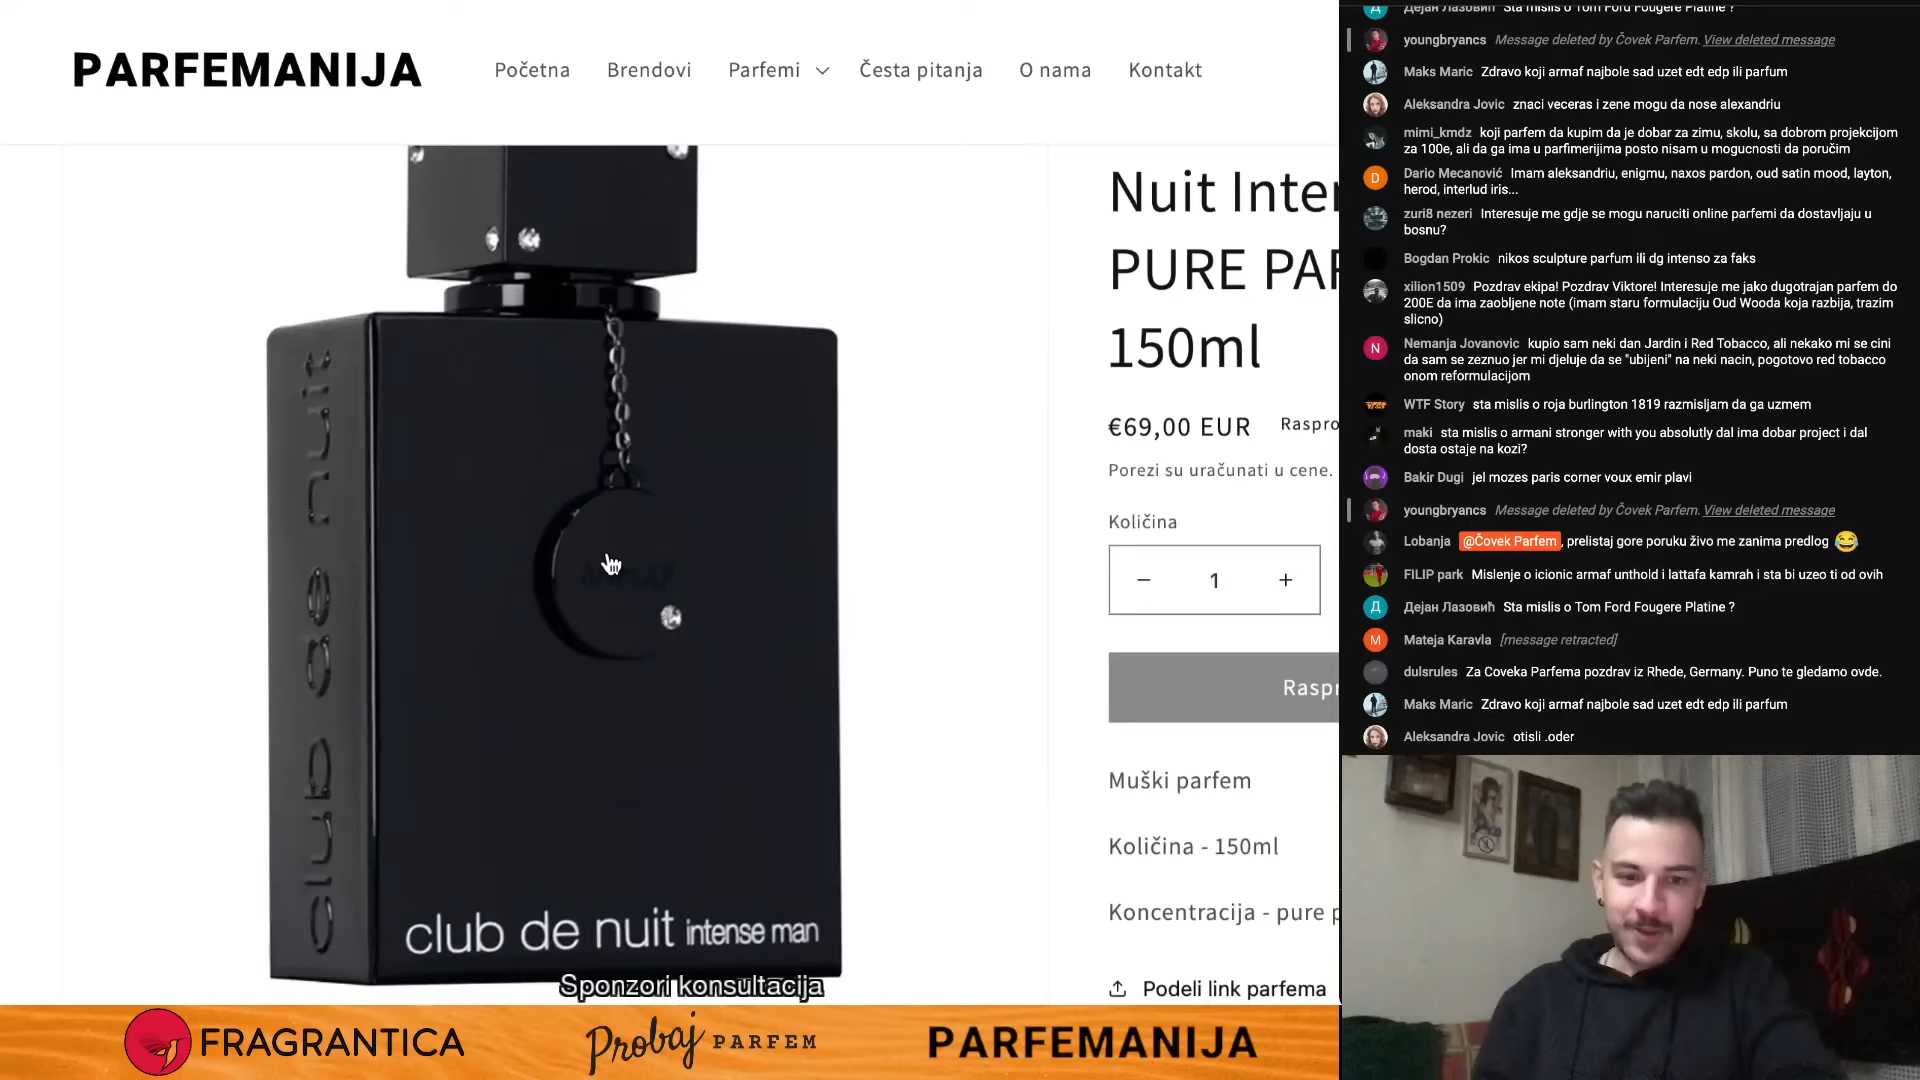 PARFEMANIJA
Početna
Brendovi
Parfemi
Česta pitanja
O nama
Kontakt
club de nuit
club de nuit intense man
Nuit Inten
PURE PAR
150ml
€69,00 EUR
Raspro
Porezi su uračunati u cene.
Količina
− 1 +
Raspr
Muški parfem
Količina - 150ml
Koncentracija - pure p
Podeli link parfema
Sponzori konsultacija
FRAGRANTICA
Probaj PARFEM
PARFEMANIJA
Дејан Лазовић Sta mislis o Tom Ford Fougere Platine ?
youngbryancs Message deleted by Čovek Parfem. View deleted message
Maks Maric Zdravo koji armaf najbole sad uzet edt edp ili parfum
Aleksandra Jovic znaci veceras i zene mogu da nose alexandriu
mimi_kmdz koji parfem da kupim da je dobar za zimu, skolu, sa dobrom projekcijom
za 100e, ali da ga ima u parfimerijima posto nisam u mogucnosti da poručim
D
Dario Mecanović Imam aleksandriu, enigmu, naxos pardon, oud satin mood, layton,
herod, interlud iris...
zuri8 nezeri Interesuje me gdje se mogu naruciti online parfemi da dostavljaju u
bosnu?
Bogdan Prokic nikos sculpture parfum ili dg intenso za faks
xilion1509 Pozdrav ekipa! Pozdrav Viktore! Interesuje me jako dugotrajan parfem do
200E da ima zaobljene note (imam staru formulaciju Oud Wooda koja razbija, trazim
slicno)
N
Nemanja Jovanovic kupio sam neki dan Jardin i Red Tobacco, ali nekako mi se cini
da sam se zeznuo jer mi djeluje da se "ubijeni" na neki nacin, pogotovo red tobacco
onom reformulacijom
WTF Story sta mislis o roja burlington 1819 razmisljam da ga uzmem
maki sta mislis o armani stronger with you absolutly dal ima dobar project i dal
dosta ostaje na kozi?
Bakir Dugi jel mozes paris corner voux emir plavi
youngbryancs Message deleted by Čovek Parfem. View deleted message
Lobanja @Čovek Parfem, prelistaj gore poruku živo me zanima predlog 😂
FILIP park Mislenje o icionic armaf unthold i lattafa kamrah i sta bi uzeo ti od ovih
Д
Дејан Лазовић Sta mislis o Tom Ford Fougere Platine ?
M
Mateja Karavla [message retracted]
dulsrules Za Coveka Parfema pozdrav iz Rhede, Germany. Puno te gledamo ovde.
Maks Maric Zdravo koji armaf najbole sad uzet edt edp ili parfum
Aleksandra Jovic otisli .oder